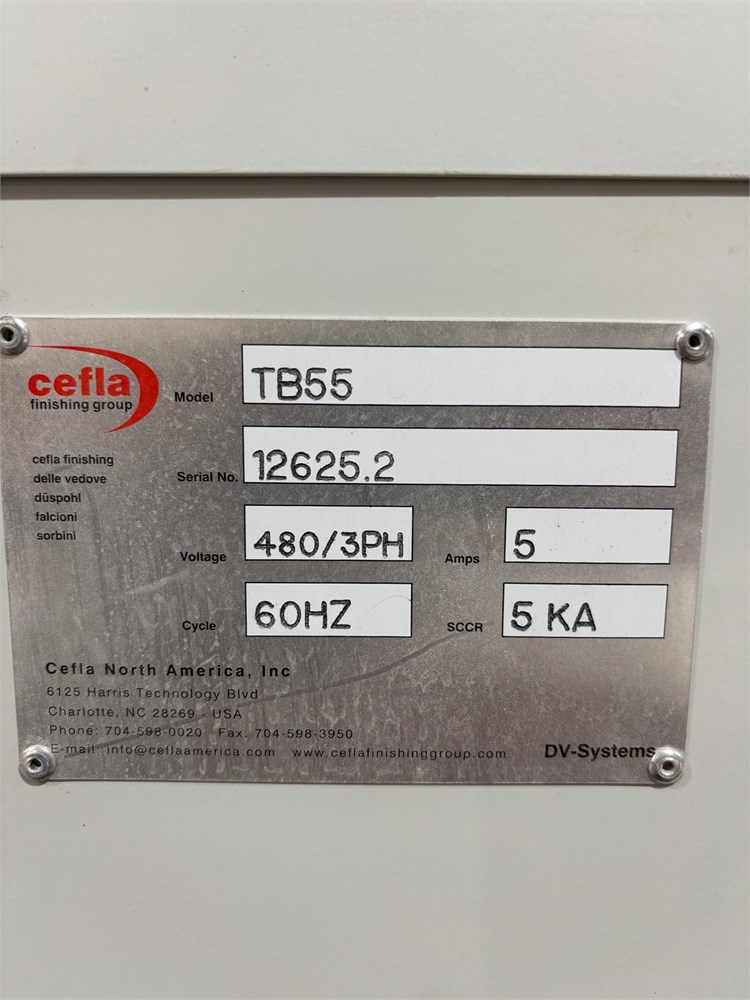 cefla
finishing group
cefla finishing
delle vedove
düspohl
falcioni
sorbini
Model TB55
Serial No. 12625.2
Voltage 480/3PH Amps 5
Cycle 60HZ SCCR 5 KA
Cefla North America, Inc
6125 Harris Technology Blvd
Charlotte, NC 28269 - USA
Phone: 704-598-0020 Fax: 704-598-3950
E-mail: info@ceflaamerica.com www.ceflafinishinggroup.com
DV-Systems